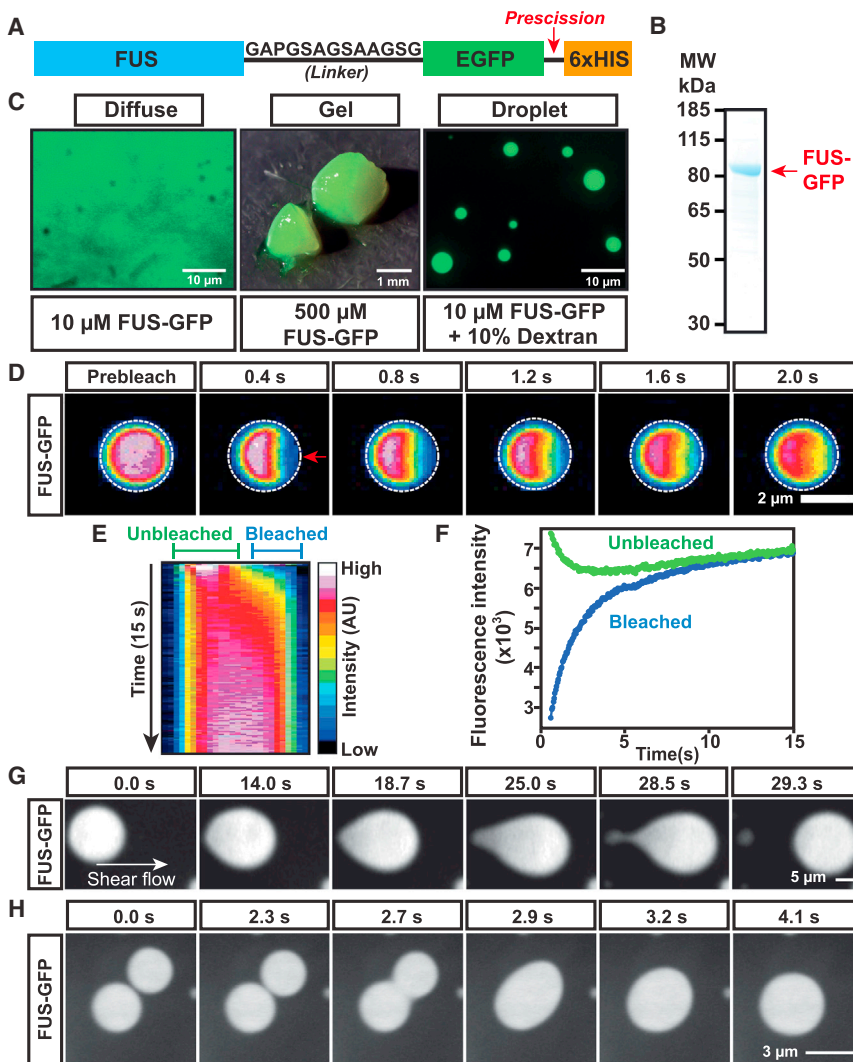 A
Prescission
FUS
GAPGSAGSAAGSG
(Linker)
EGFP
6xHIS
B
MW
kDa
185
115
80
65
50
30
FUS-
GFP
C
Diffuse
Gel
Droplet
10 µm
1 mm
10 µm
10 µM FUS-GFP
500 µM
FUS-GFP
10 µM FUS-GFP
+ 10% Dextran
D
Prebleach
0.4 s
0.8 s
1.2 s
1.6 s
2.0 s
FUS-GFP
2 µm
E
Unbleached
Bleached
Time (15 s)
High
Low
Intensity (AU)
F
Fluorescence intensity
(x10³)
7
6
5
4
3
Unbleached
Bleached
0
5
10
15
Time(s)
G
0.0 s
14.0 s
18.7 s
25.0 s
28.5 s
29.3 s
FUS-GFP
Shear flow
5 µm
H
0.0 s
2.3 s
2.7 s
2.9 s
3.2 s
4.1 s
FUS-GFP
3 µm